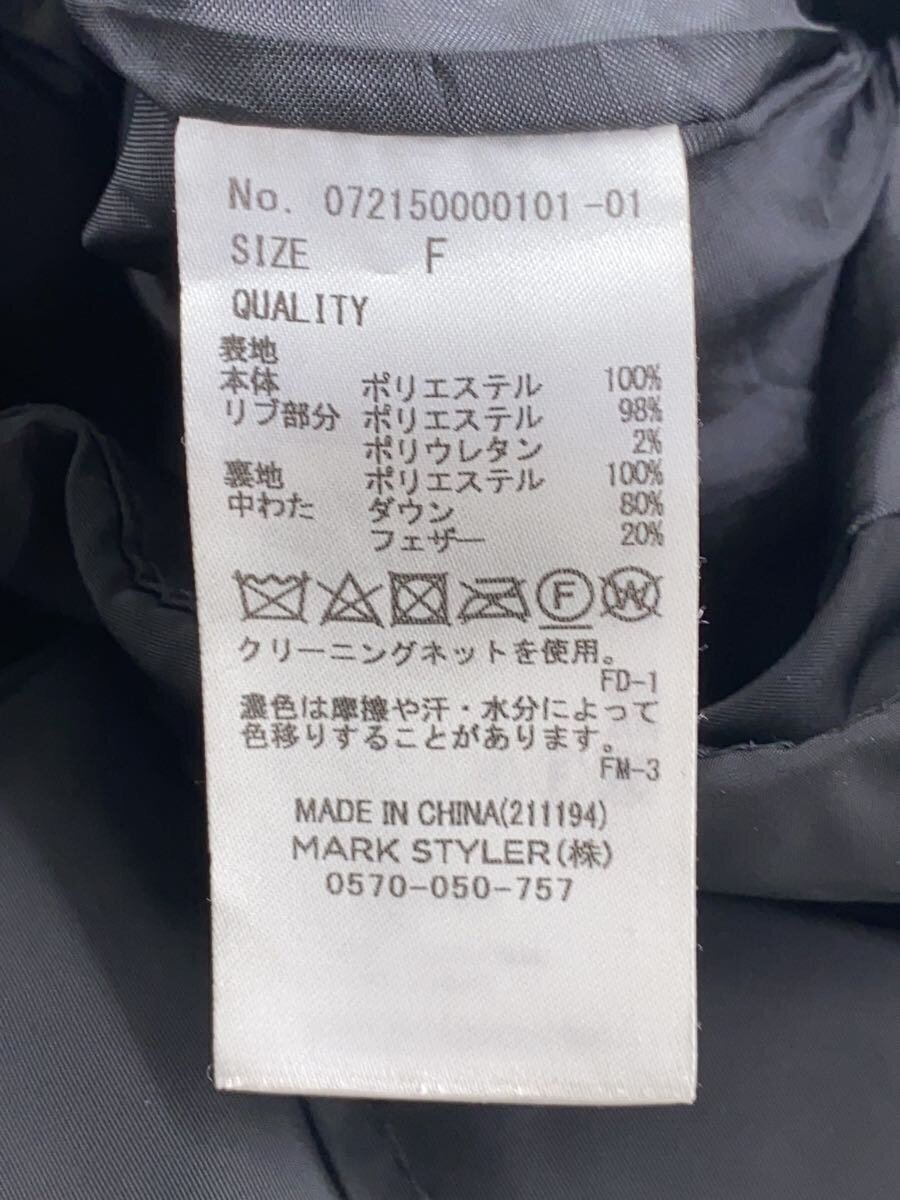 No. 072150000101-01
SIZE F
QUALITY
表地
本体 ポリエステル 100%
リブ部分 ポリエステル 98%
ポリウレタン 2%
裏地 ポリエステル 100%
中わた ダウン 80%
フェザー 20%
F W
クリーニングネットを使用。
FD-1
濃色は摩擦や汗・水分によって
色移りすることがあります。
FM-3
MADE IN CHINA(211194)
MARK STYLER(株)
0570-050-757